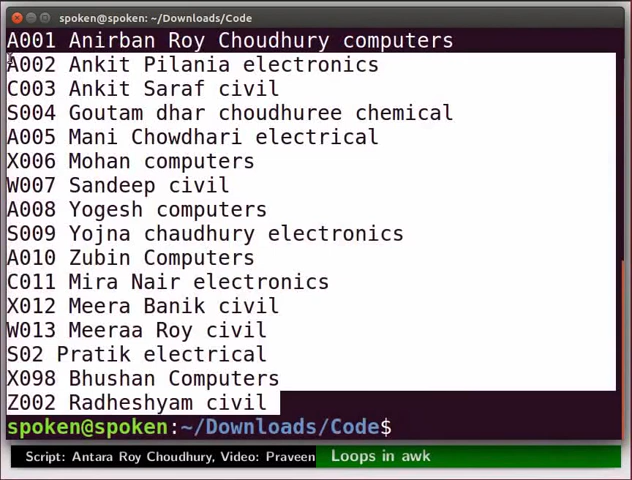 spoken@spoken: ~/Downloads/Code
A001 Anirban Roy Choudhury computers
A002 Ankit Pilania electronics
C003 Ankit Saraf civil
S004 Goutam dhar choudhuree chemical
A005 Mani Chowdhari electrical
X006 Mohan computers
W007 Sandeep civil
A008 Yogesh computers
S009 Yojna chaudhury electronics
A010 Zubin Computers
C011 Mira Nair electronics
X012 Meera Banik civil
W013 Meeraa Roy civil
S02 Pratik electrical
X098 Bhushan Computers
Z002 Radheshyam civil
spoken@spoken:~/Downloads/Code$
Script: Antara Roy Choudhury, Video: Praveen Loops in awk